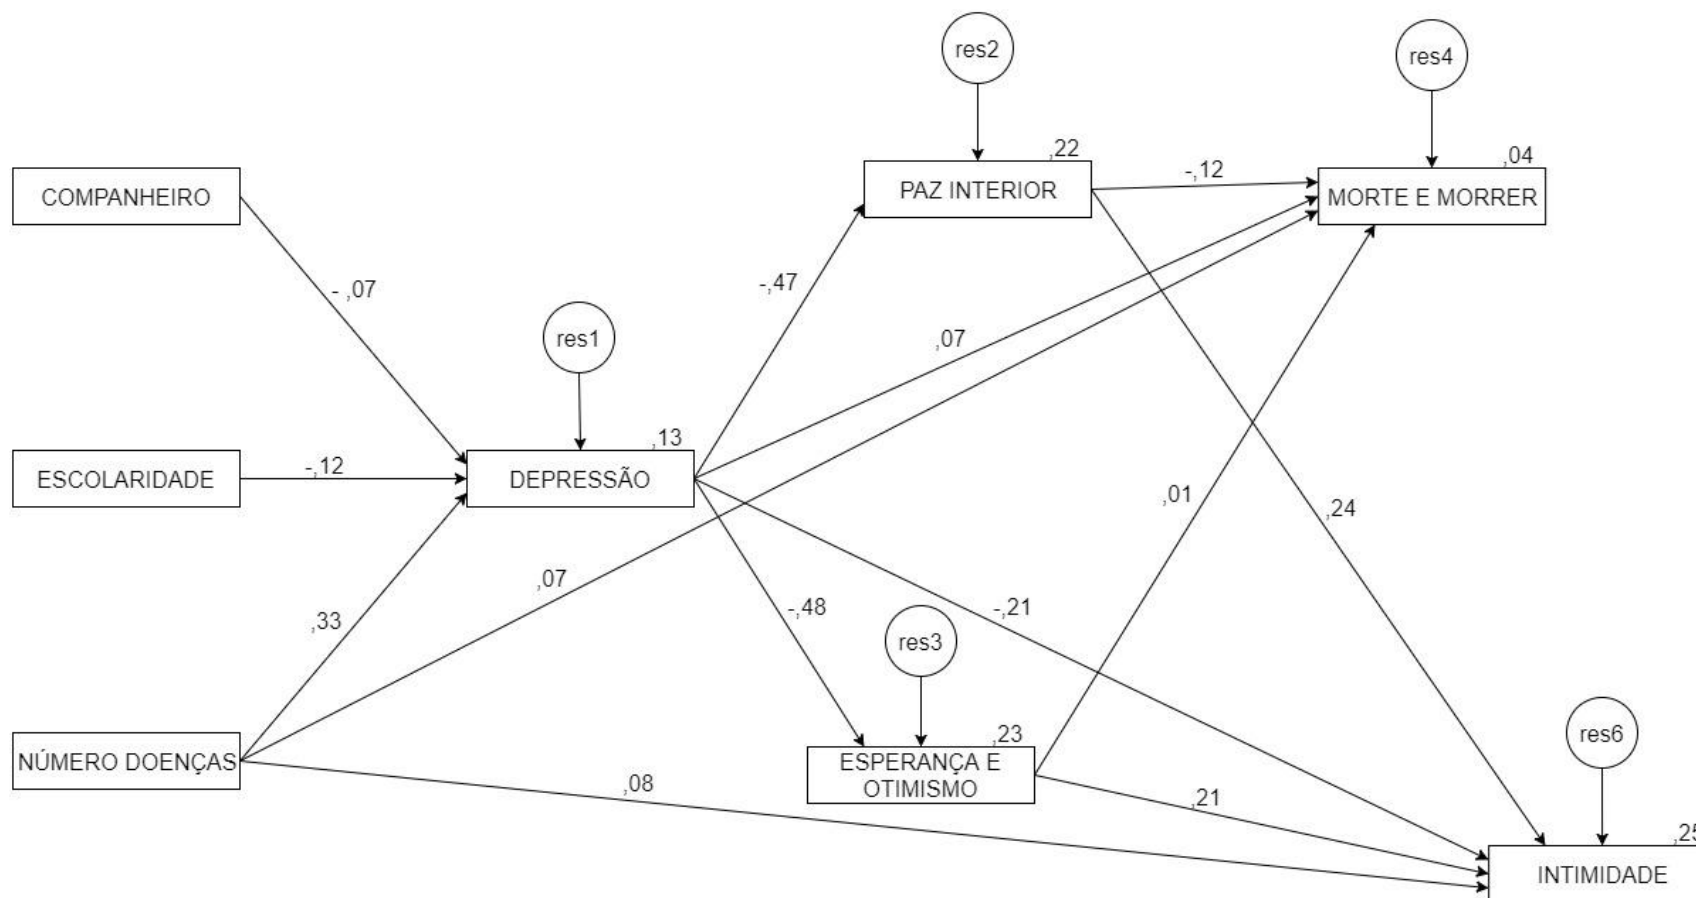 res2
res4
,22
,04
COMPANHEIRO
PAZ INTERIOR
-,12
MORTE E MORRER
- ,07
-,47
res1
,07
,13
ESCOLARIDADE
-,12
DEPRESSÃO
,01
,24
,07
,33
-,48
res3
-,21
NÚMERO DOENÇAS
,23
res6
ESPERANÇA E
OTIMISMO
,08
,21
,25
INTIMIDADE